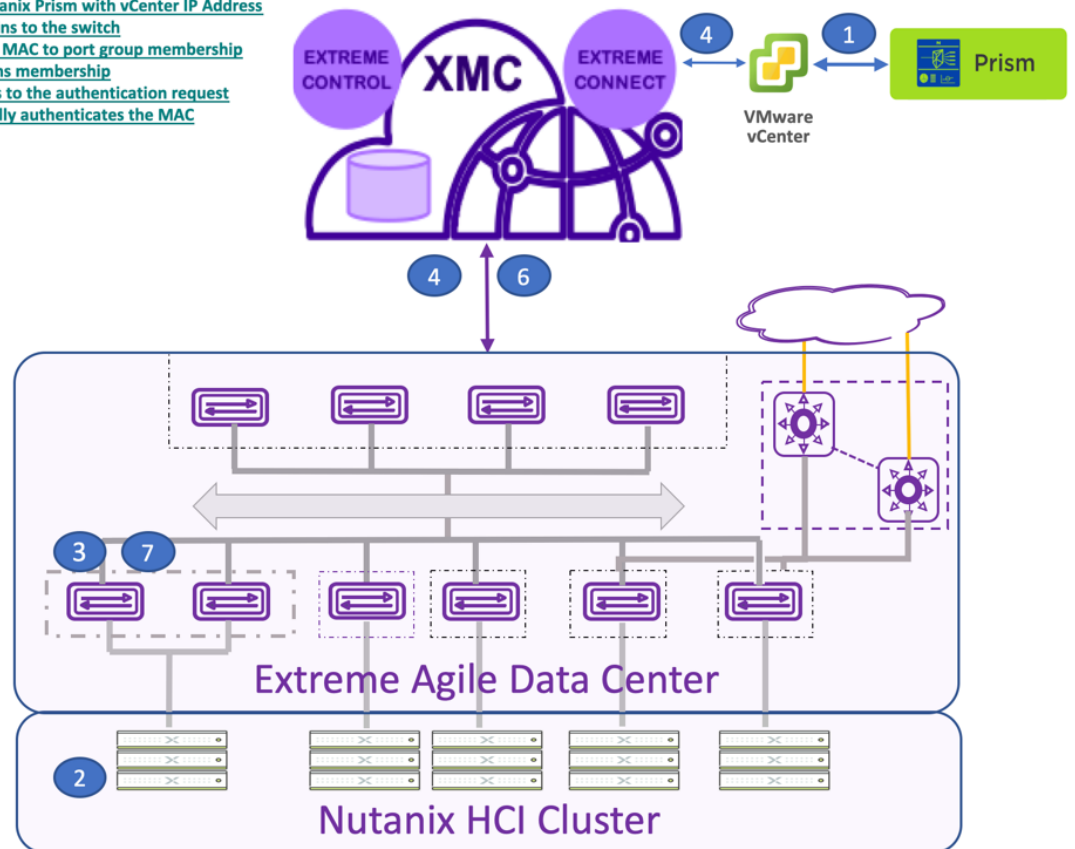 tanix Prism with vCenter IP Address
ns to the switch
MAC to port group membership
ns membership
s to the authentication request
lly authenticates the MAC
EXTREME
CONTROL
XMC
EXTREME
CONNECT
4
1
Prism
VMware
vCenter
4
6
3
7
Extreme Agile Data Center
2
Nutanix HCI Cluster